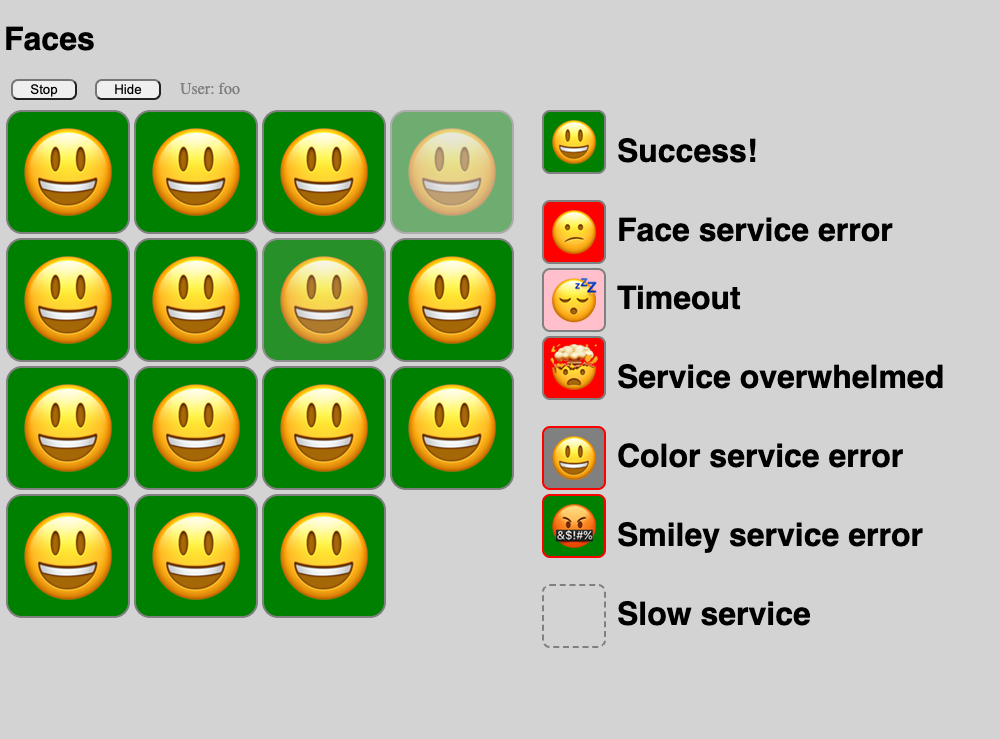 Faces
Stop
Hide
User: foo
Success!
Face service error
zzZ
Timeout
Service overwhelmed
Color service error
&$!#%
Smiley service error
Slow service